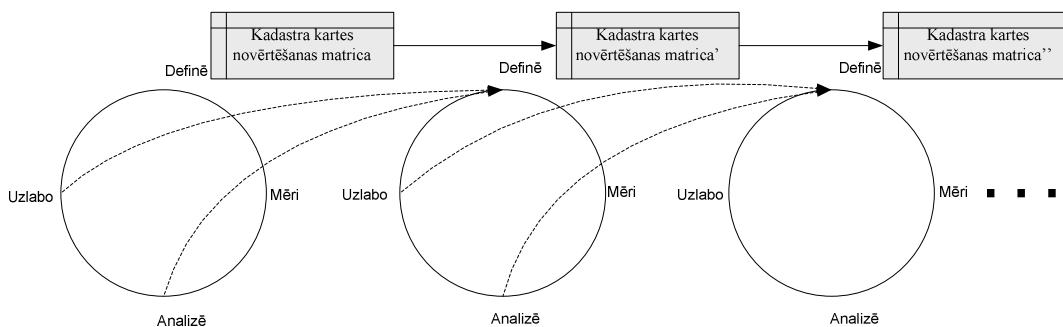 Kadastra kartes
novērtēšanas matrica
Kadastra kartes
novērtēšanas matrica’
Kadastra kartes
novērtēšanas matrica’’
Definē
Definē
Definē
Uzlabo
Mēri
Uzlabo
Mēri
Uzlabo
Mēri
Analizē
Analizē
Analizē